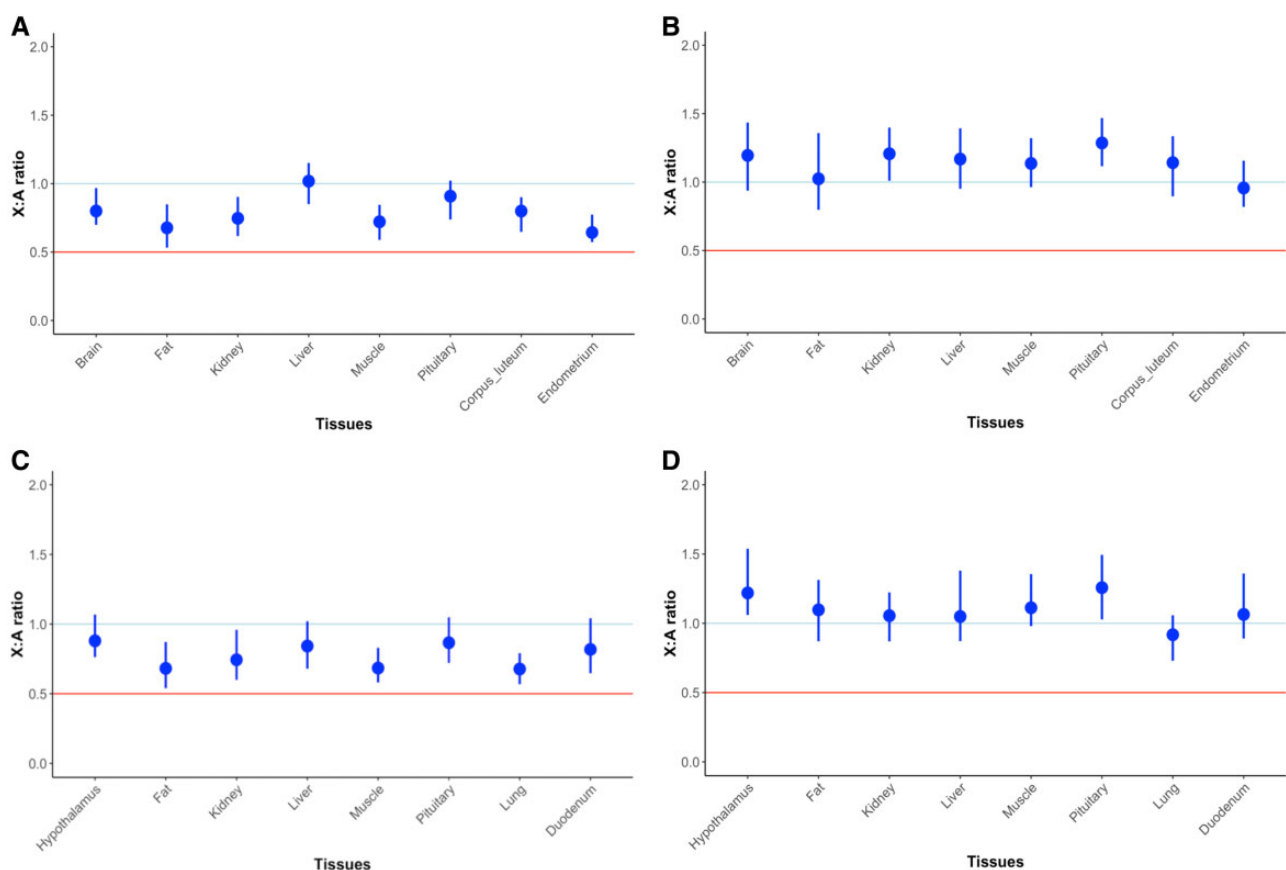 A
2.0
1.5
1.0
0.5
0.0
X:A ratio
Brain
Fat
Kidney
Liver
Muscle
Pituitary
Corpus_luteum
Endometrium
Tissues
B
2.0
1.5
1.0
0.5
0.0
X:A ratio
Brain
Fat
Kidney
Liver
Muscle
Pituitary
Corpus_luteum
Endometrium
Tissues
C
2.0
1.5
1.0
0.5
0.0
X:A ratio
Hypothalamus
Fat
Kidney
Liver
Muscle
Pituitary
Lung
Duodenum
Tissues
D
2.0
1.5
1.0
0.5
0.0
X:A ratio
Hypothalamus
Fat
Kidney
Liver
Muscle
Pituitary
Lung
Duodenum
Tissues